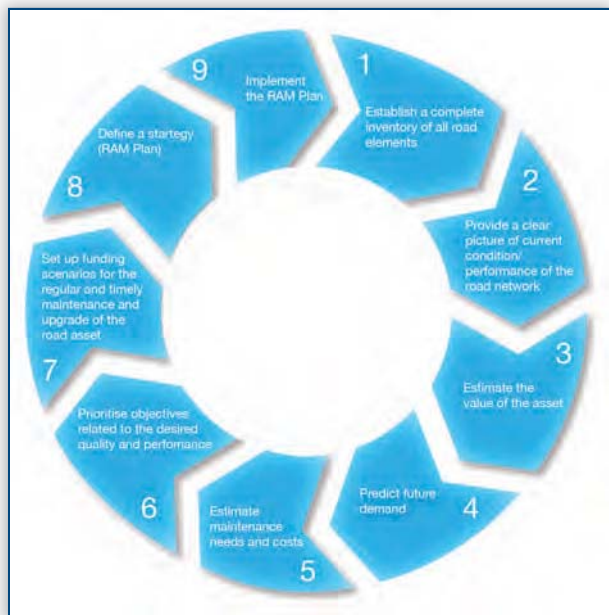 1
Establish a complete
inventory of all road
elements
2
Provide a clear
picture of current
condition/
performance of the
road network
3
Estimate the
value of the asset
4
Predict future
demand
5
Estimate
maintenance
needs and costs
6
Prioritise objectives
related to the desired
quality and perfomance
7
Set up funding
scenarios for the
regular and timely
maintenance and
upgrade of the
road asset
8
Define a startegy
(RAM Plan)
9
Implement
the RAM Plan